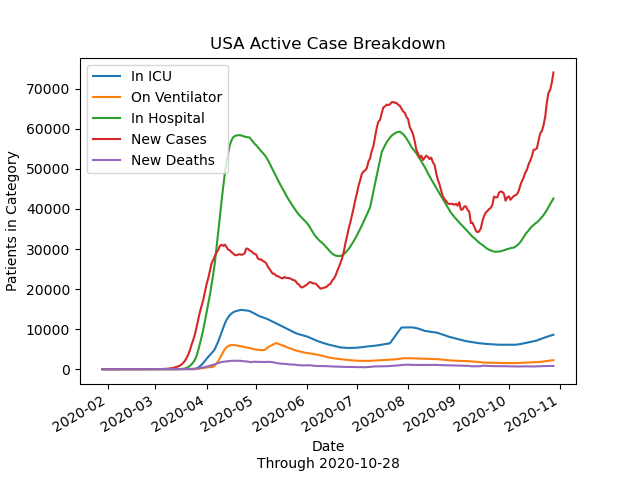 USA Active Case Breakdown
In ICU
On Ventilator
In Hospital
New Cases
New Deaths
70000
60000
50000
40000
30000
20000
10000
0
Patients in Category
2020-02
2020-03
2020-04
2020-05
2020-06
2020-07
2020-08
2020-09
2020-10
2020-11
Date
Through 2020-10-28